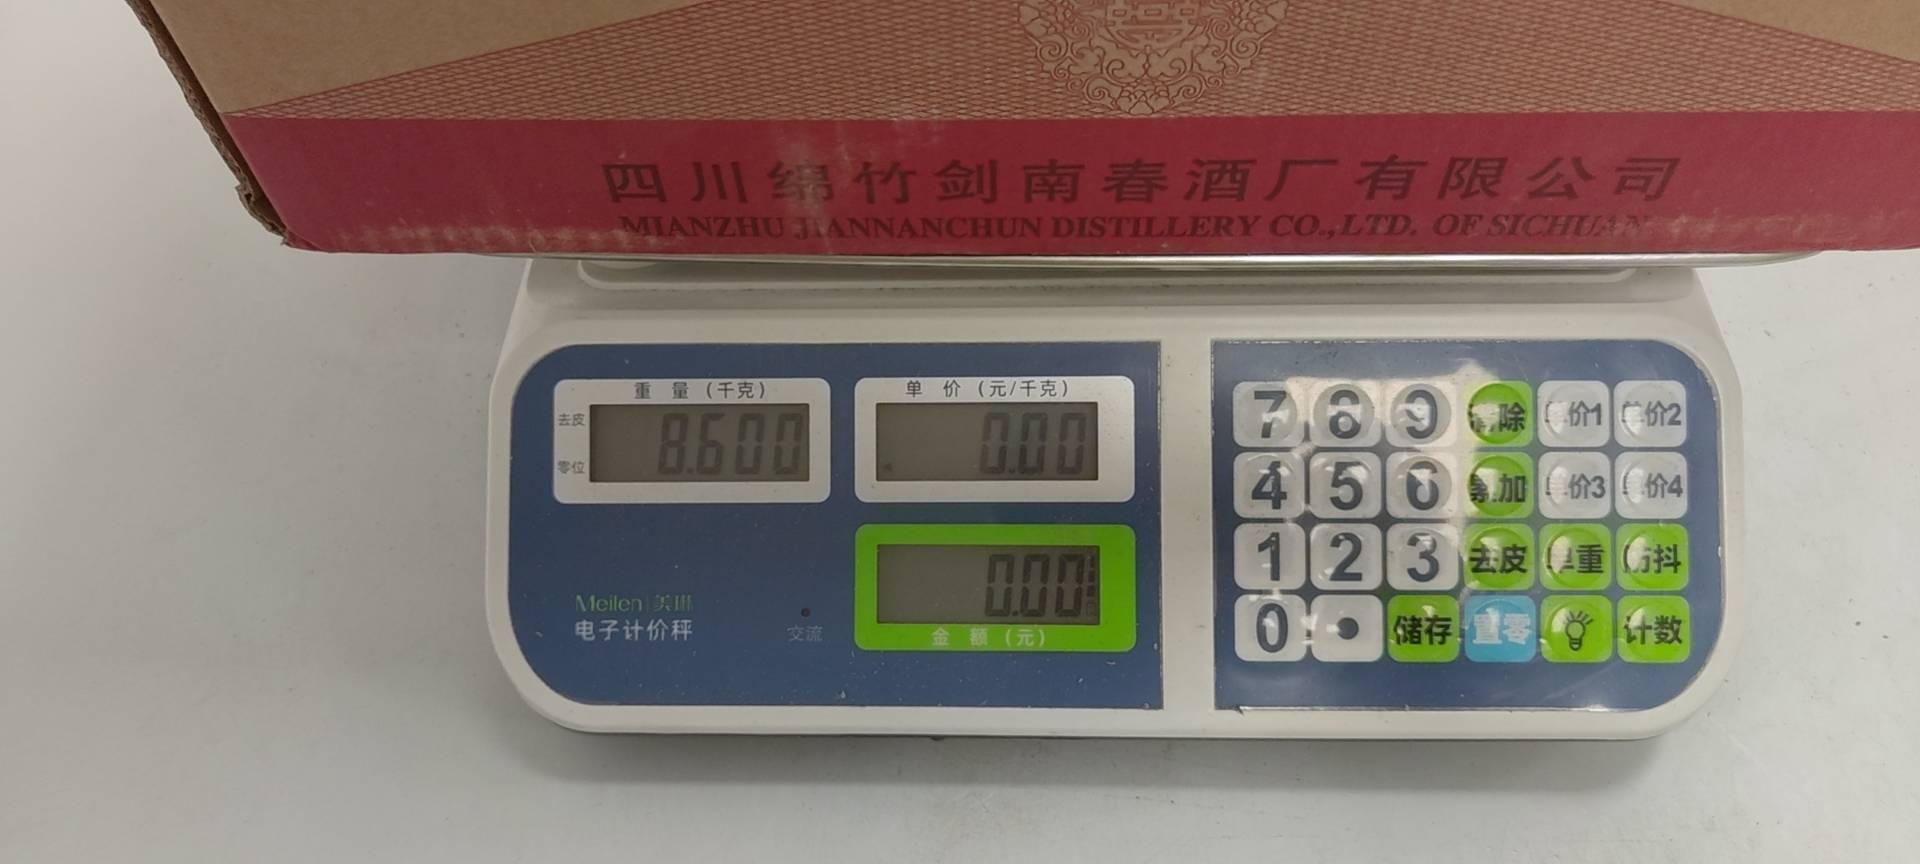 四川绵竹剑南春酒厂有限公司
MIANZHU JIANNANCHUN DISTILLERY CO.,LTD. OF SICHUAN
重 量 (千克)
去皮
零位
8.600
单 价 (元/千克)
0.00
0.00
金 额 (元)
Meilen|美琳
电子计价秤
交流
7 8 9 清除 单价1 单价2
4 5 6 累加 单价3 单价4
1 2 3 去皮 单重 防抖
0 . 储存 置零 计数